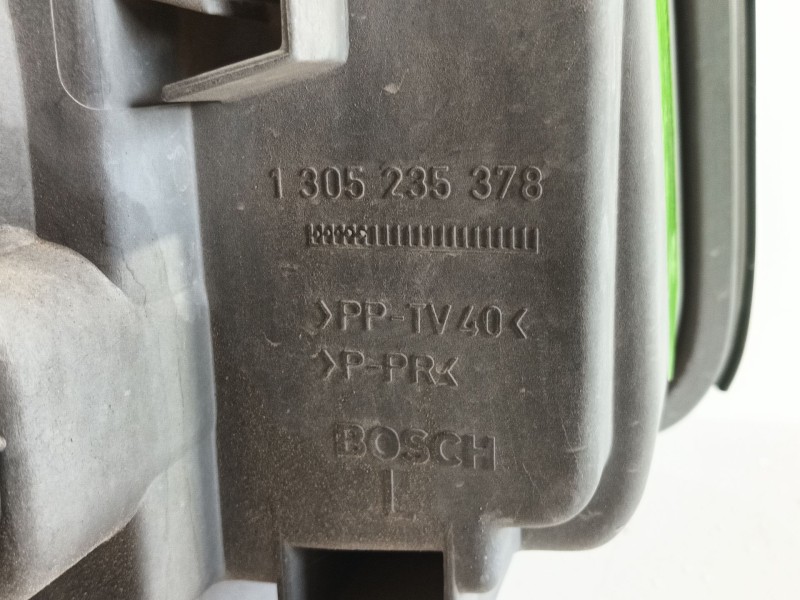 1 305 235 378
>PP-TV40<
>P-PR<
BOSCH
L